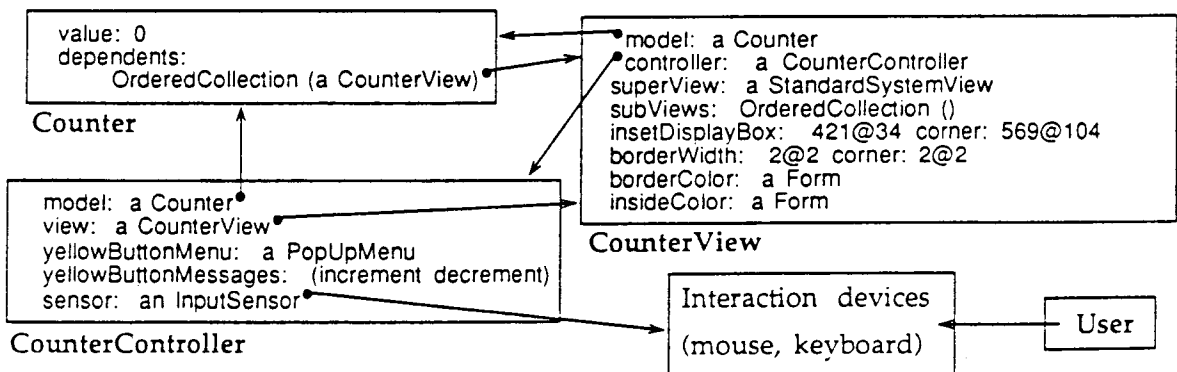 value: 0
dependents:
OrderedCollection (a CounterView)
Counter
model: a Counter
controller: a CounterController
superView: a StandardSystemView
subViews: OrderedCollection ()
insetDisplayBox: 421@34 corner: 569@104
borderWidth: 2@2 corner: 2@2
borderColor: a Form
insideColor: a Form
CounterView
model: a Counter
view: a CounterView
yellowButtonMenu: a PopUpMenu
yellowButtonMessages: (increment decrement)
sensor: an InputSensor
CounterController
Interaction devices
(mouse, keyboard)
User